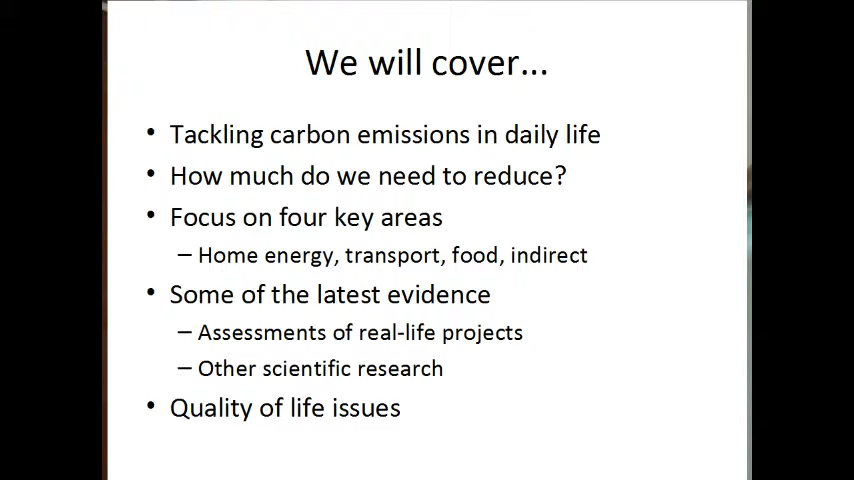 We will cover...
• Tackling carbon emissions in daily life
• How much do we need to reduce?
• Focus on four key areas
– Home energy, transport, food, indirect
• Some of the latest evidence
– Assessments of real-life projects
– Other scientific research
• Quality of life issues